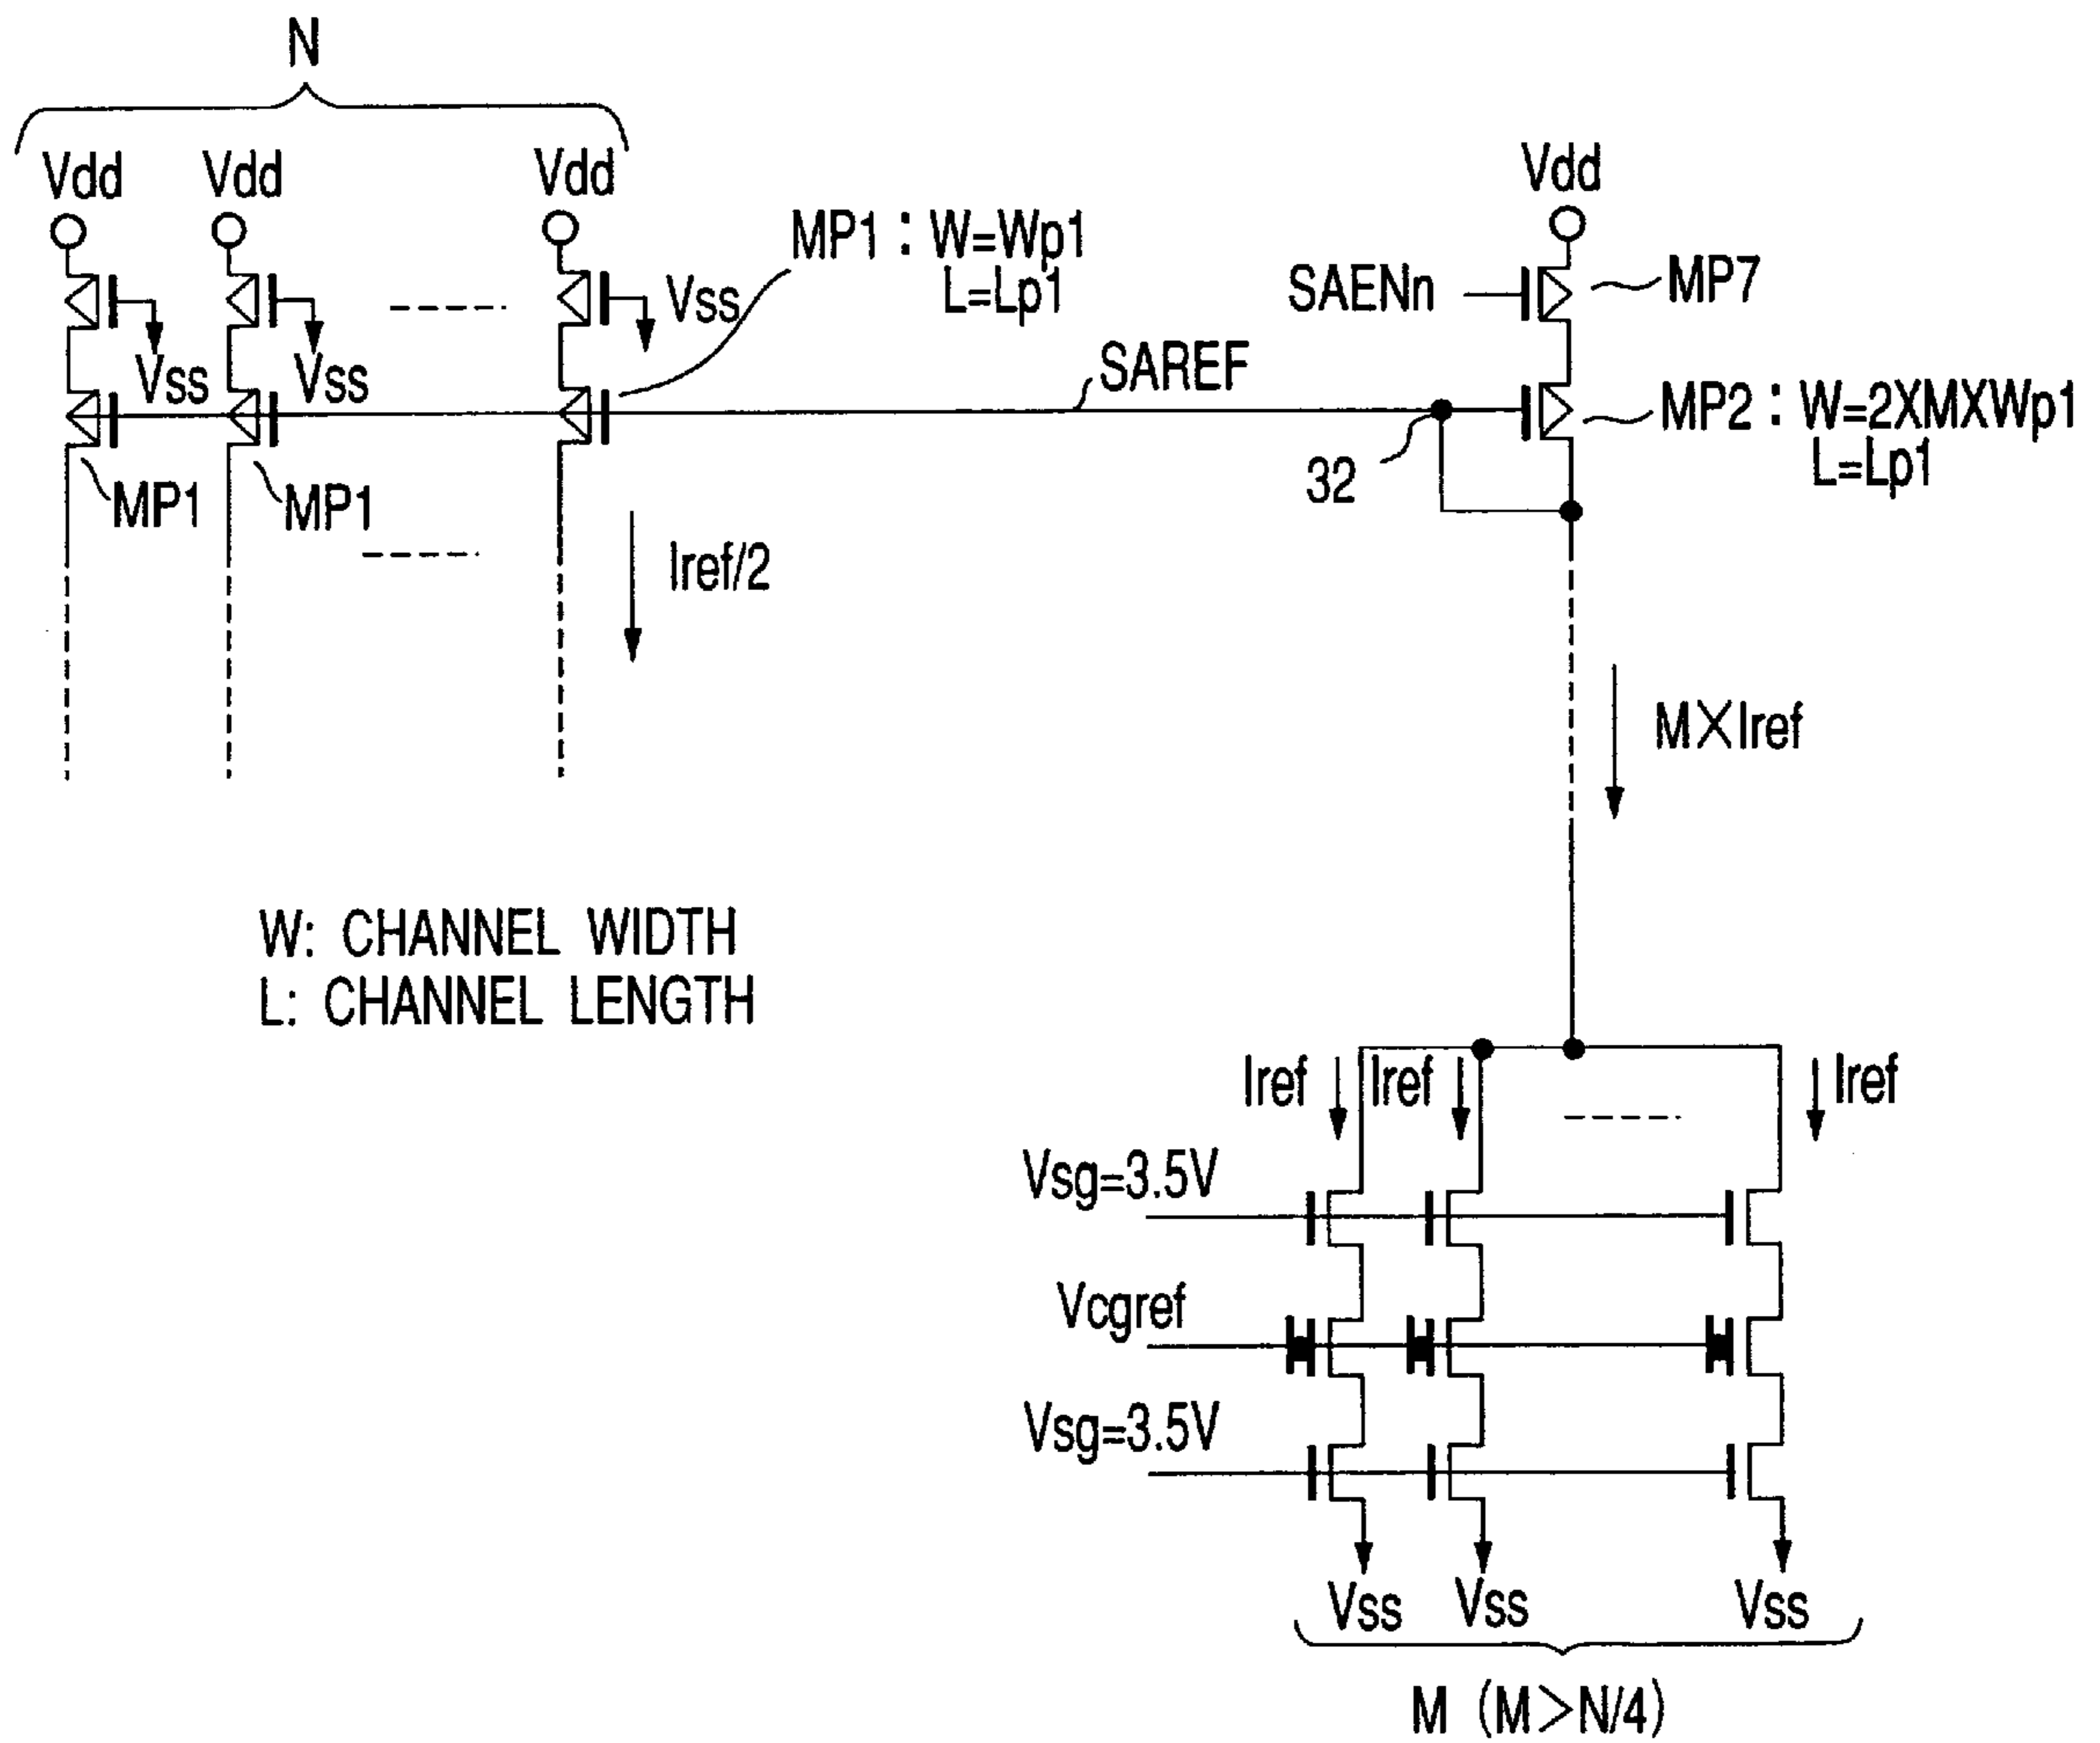 N
Vdd
Vdd
Vdd
Vdd
MP1 : W=Wp1
L=Lp1
Vss
SAENn
MP7
Vss
Vss
SAREF
MP2 : W=2XMXWp1
L=Lp1
32
MP1
MP1
Iref/2
M×Iref
W: CHANNEL WIDTH
L: CHANNEL LENGTH
Iref
Iref
Iref
Vsg=3.5V
Vcgref
Vsg=3.5V
Vss
Vss
Vss
M (M>N/4)